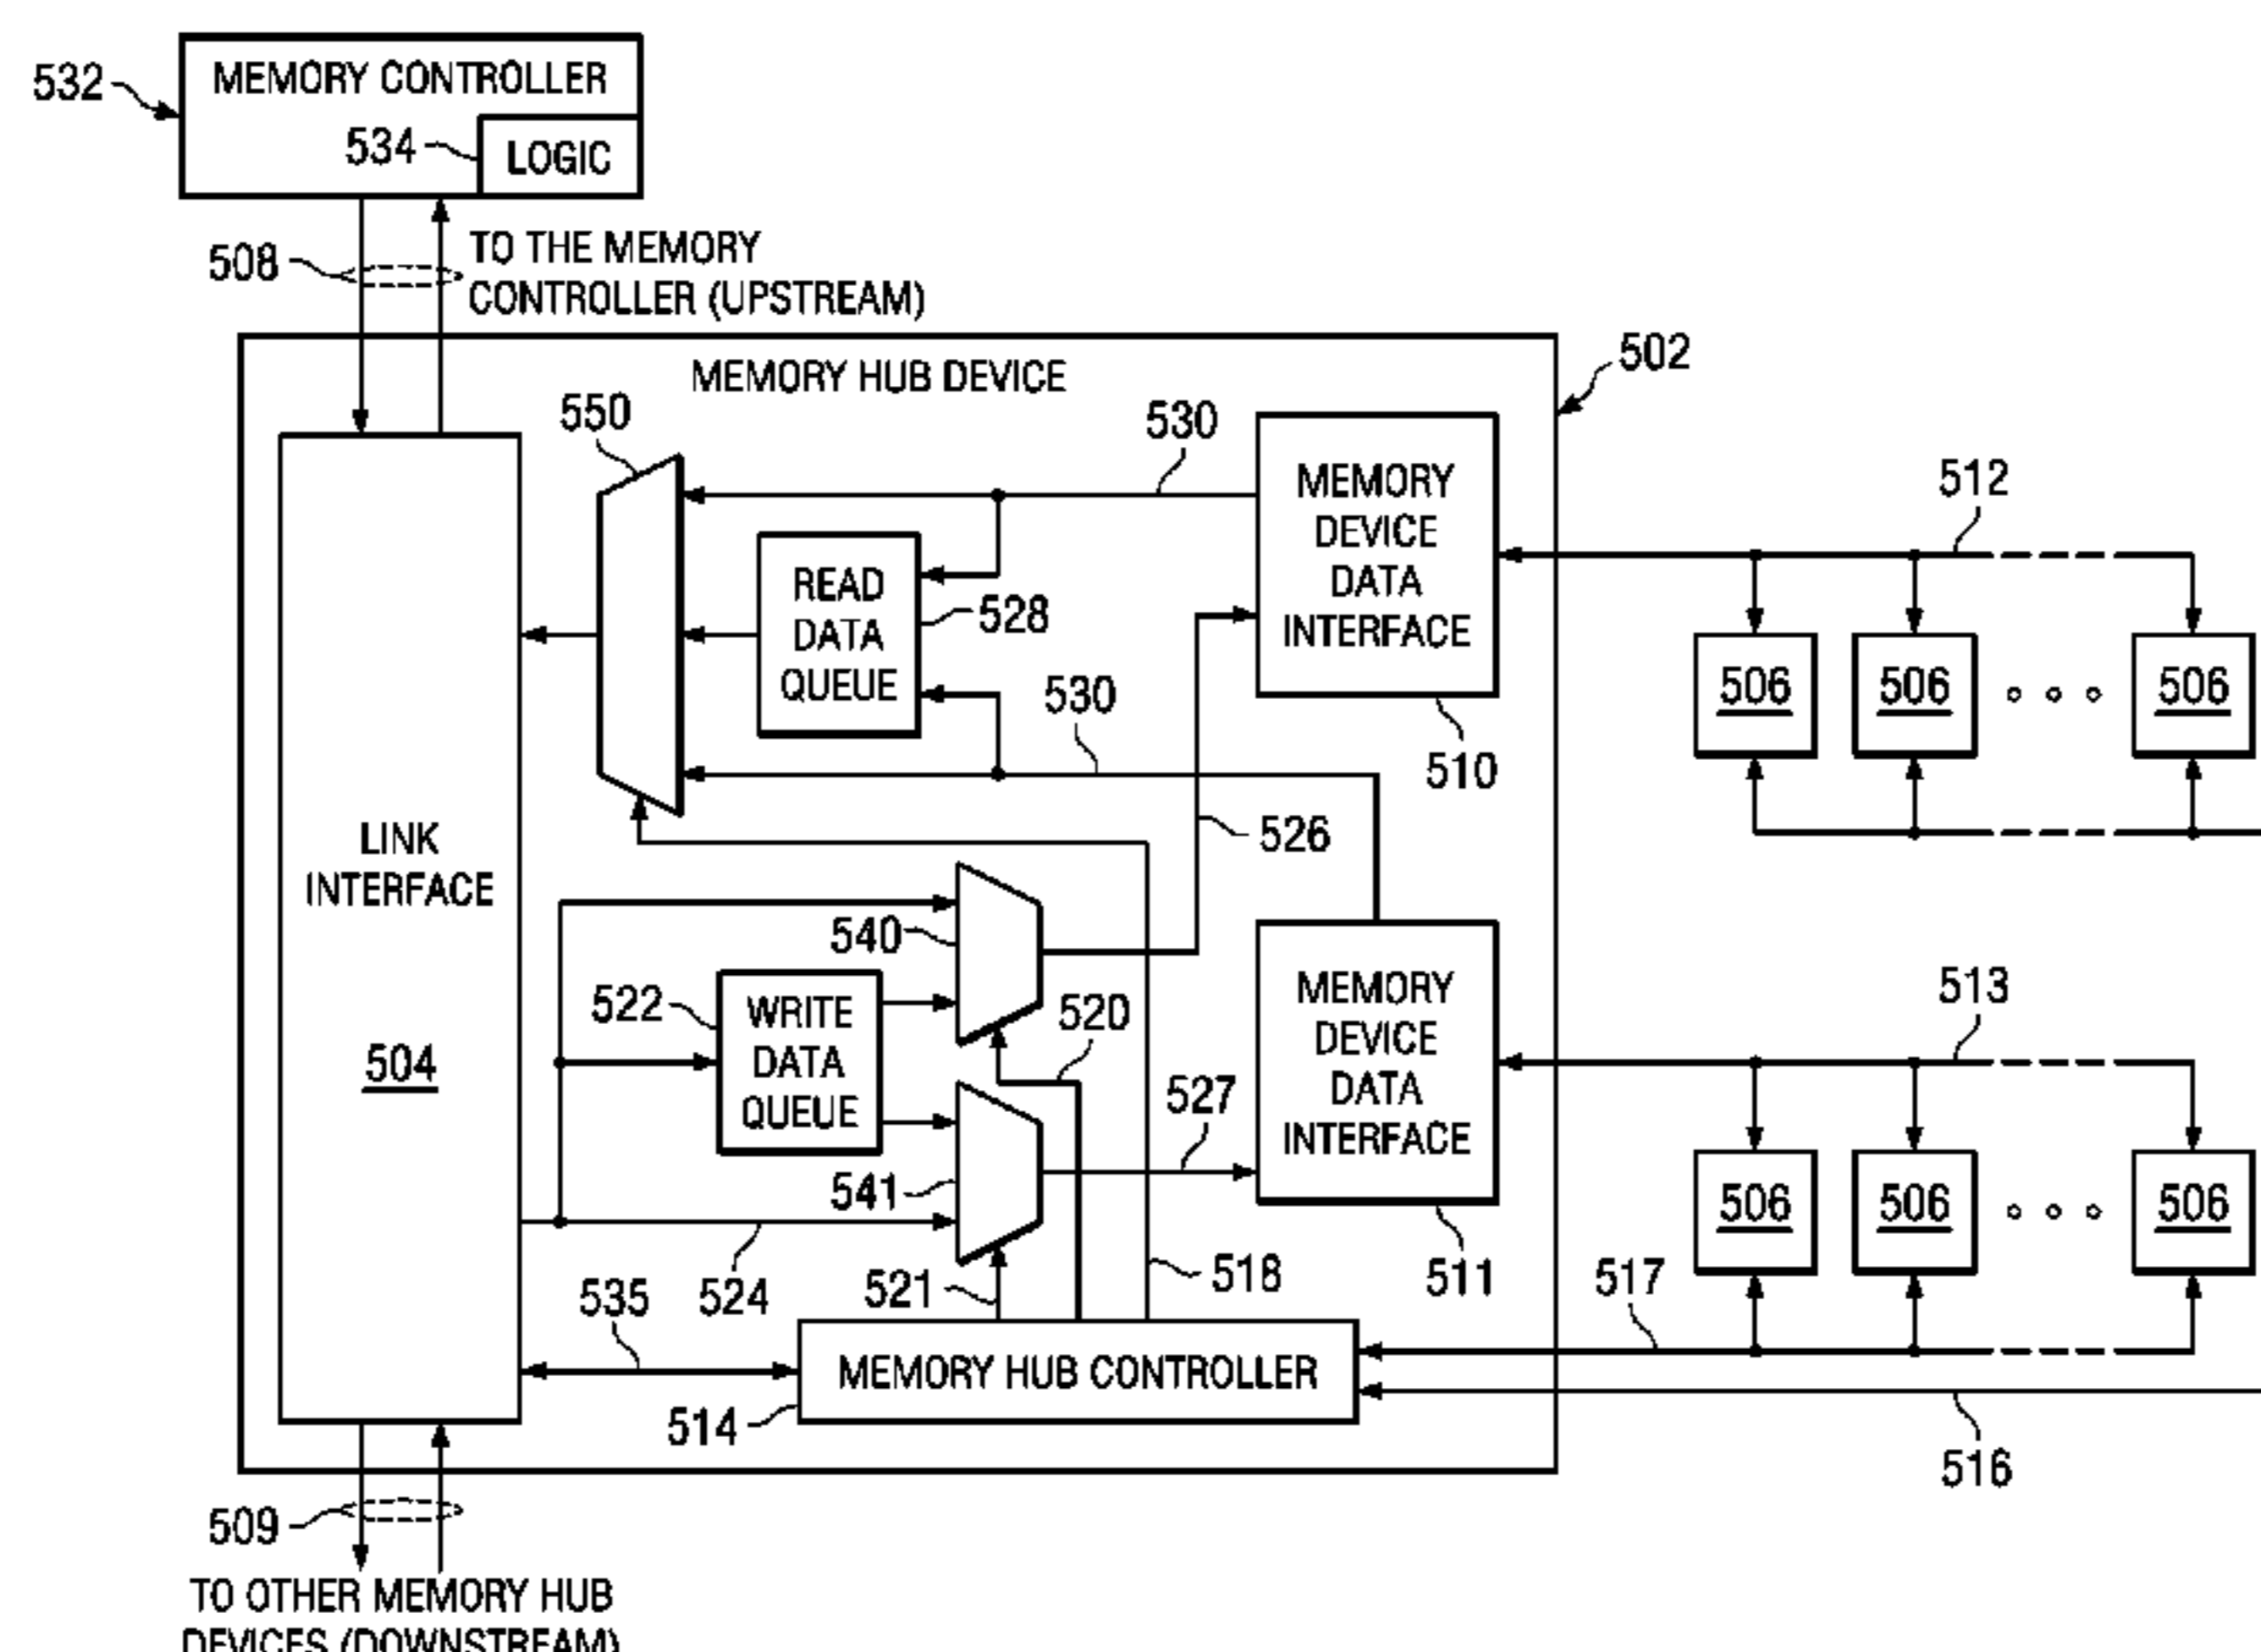 532
MEMORY CONTROLLER
534
LOGIC
508
TO THE MEMORY
CONTROLLER (UPSTREAM)
MEMORY HUB DEVICE
502
550
530
MEMORY
DEVICE
DATA
INTERFACE
510
512
READ
DATA
QUEUE
528
530
506
506
506
526
LINK
INTERFACE
504
540
522
WRITE
DATA
QUEUE
520
541
527
MEMORY
DEVICE
DATA
INTERFACE
511
513
506
506
506
535
524
521
518
517
MEMORY HUB CONTROLLER
514
516
509
TO OTHER MEMORY HUB
DEVICES (DOWNSTREAM)